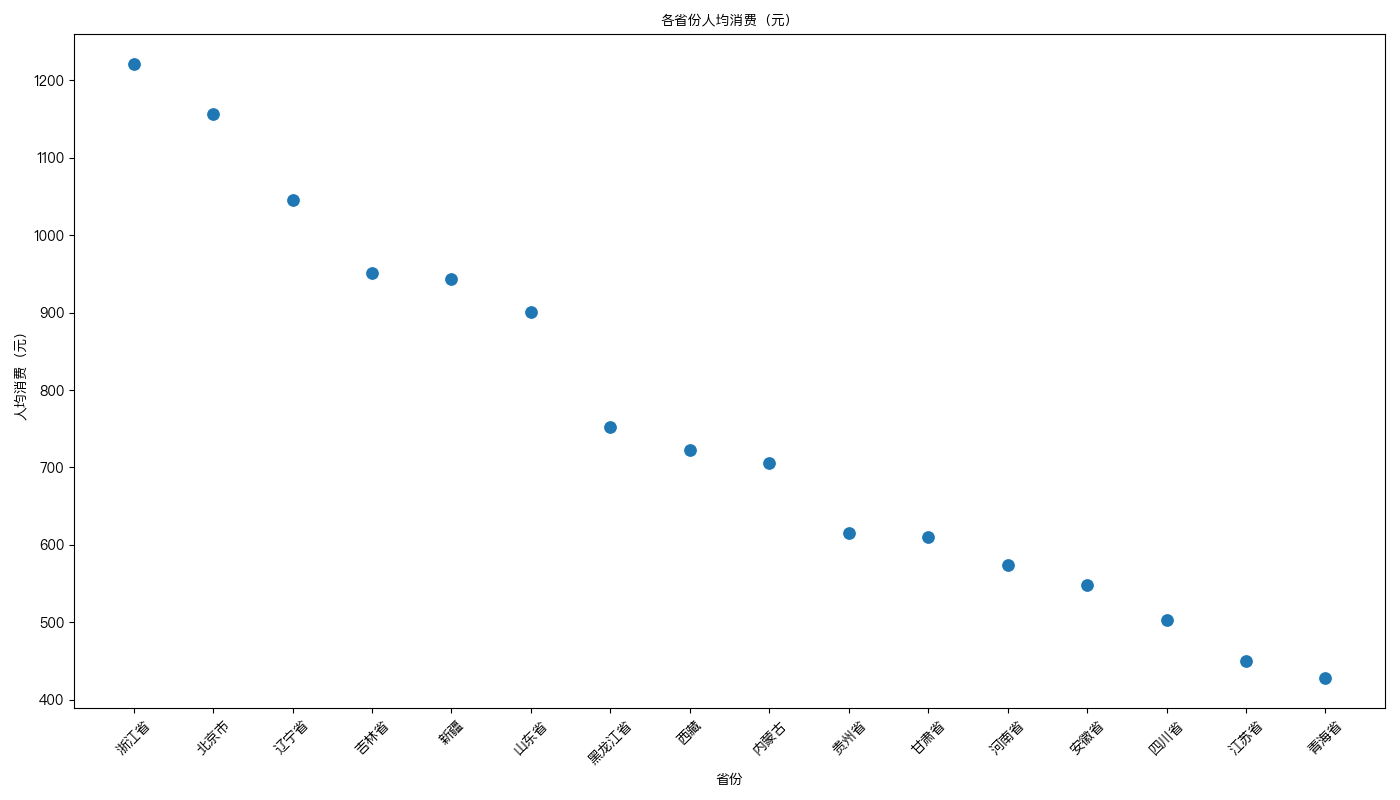 各省份人均消费（元）
人均消费（元）
1200
1100
1000
900
800
700
600
500
400
浙江省
北京市
辽宁省
吉林省
新疆
山东省
黑龙江省
西藏
内蒙古
贵州省
甘肃省
河南省
安徽省
四川省
江苏省
青海省
省份